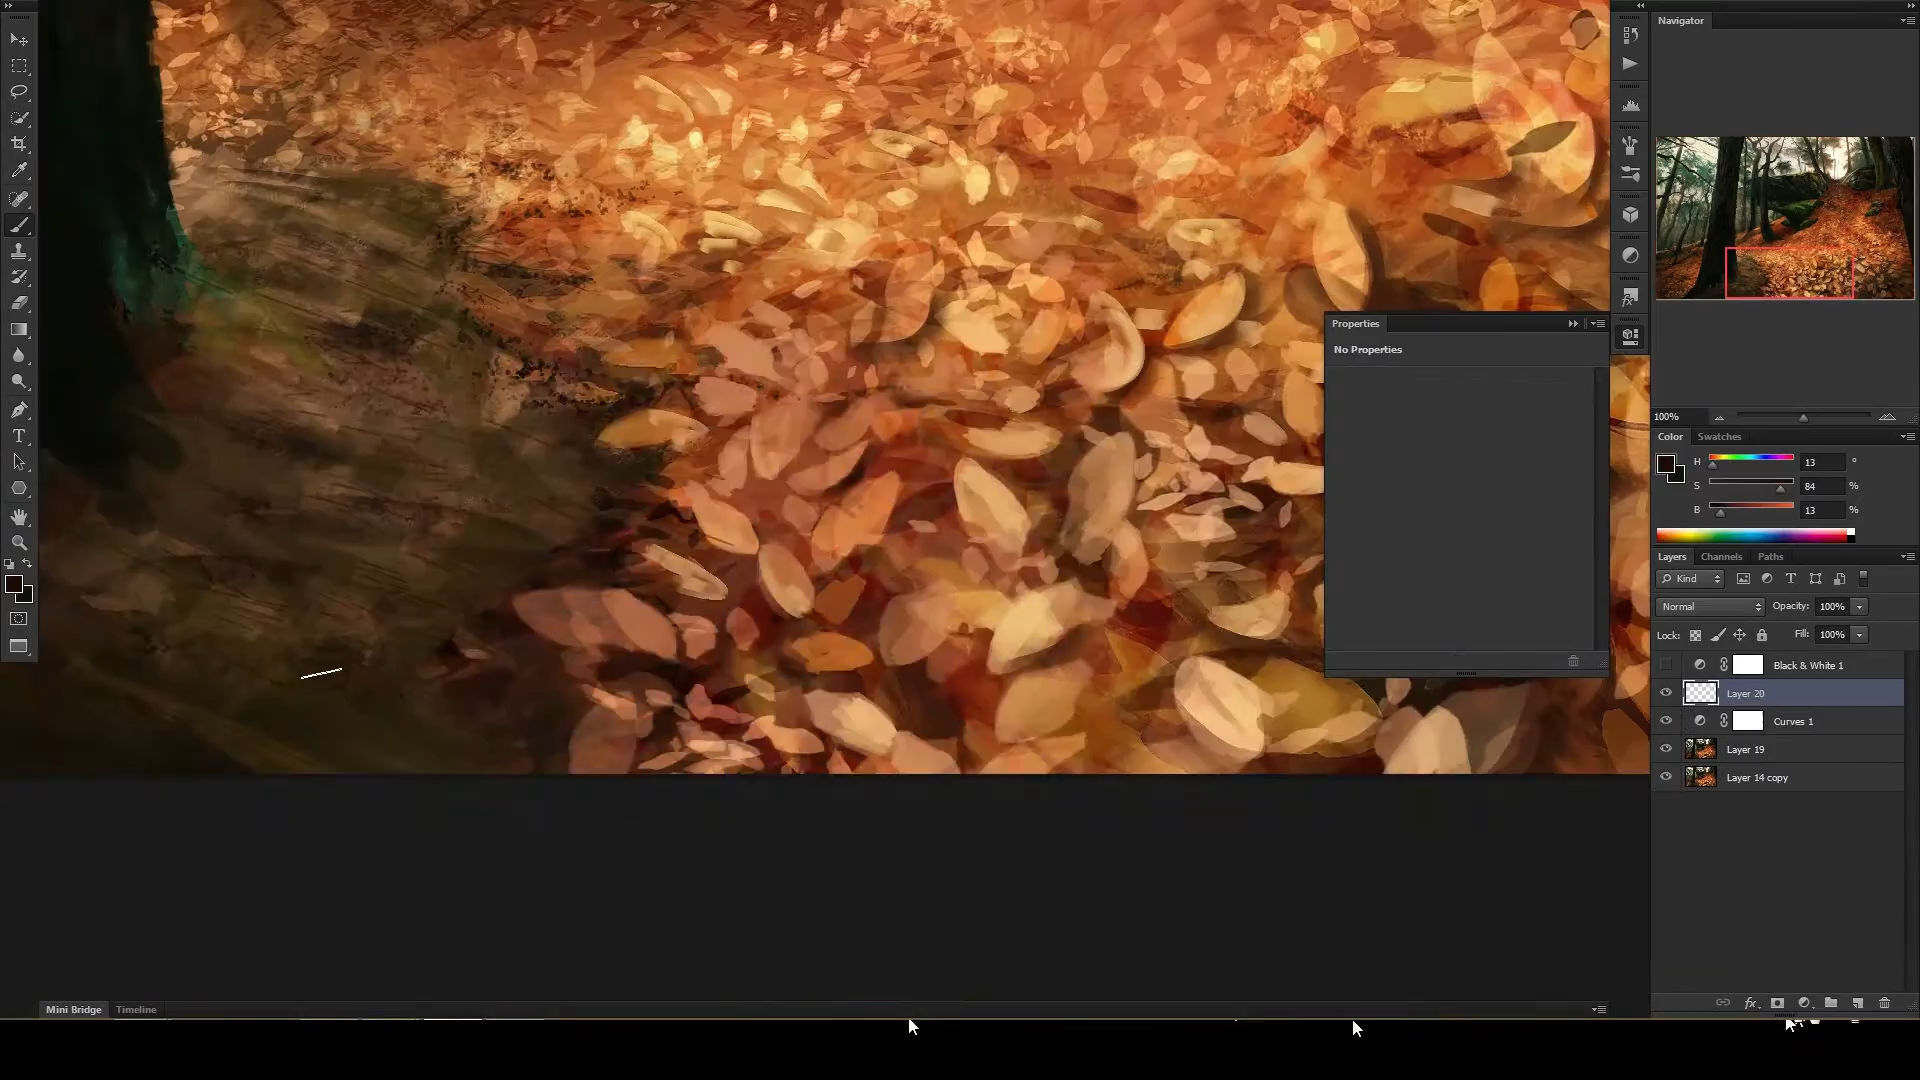 Navigator
Properties
No Properties
100%
Color Swatches
H 13 °
S 84 %
B 13 %
Layers Channels Paths
Kind
Normal Opacity: 100%
Lock: Fill: 100%
Black & White 1
Layer 20
Curves 1
Layer 19
Layer 14 copy
fx
Mini Bridge Timeline